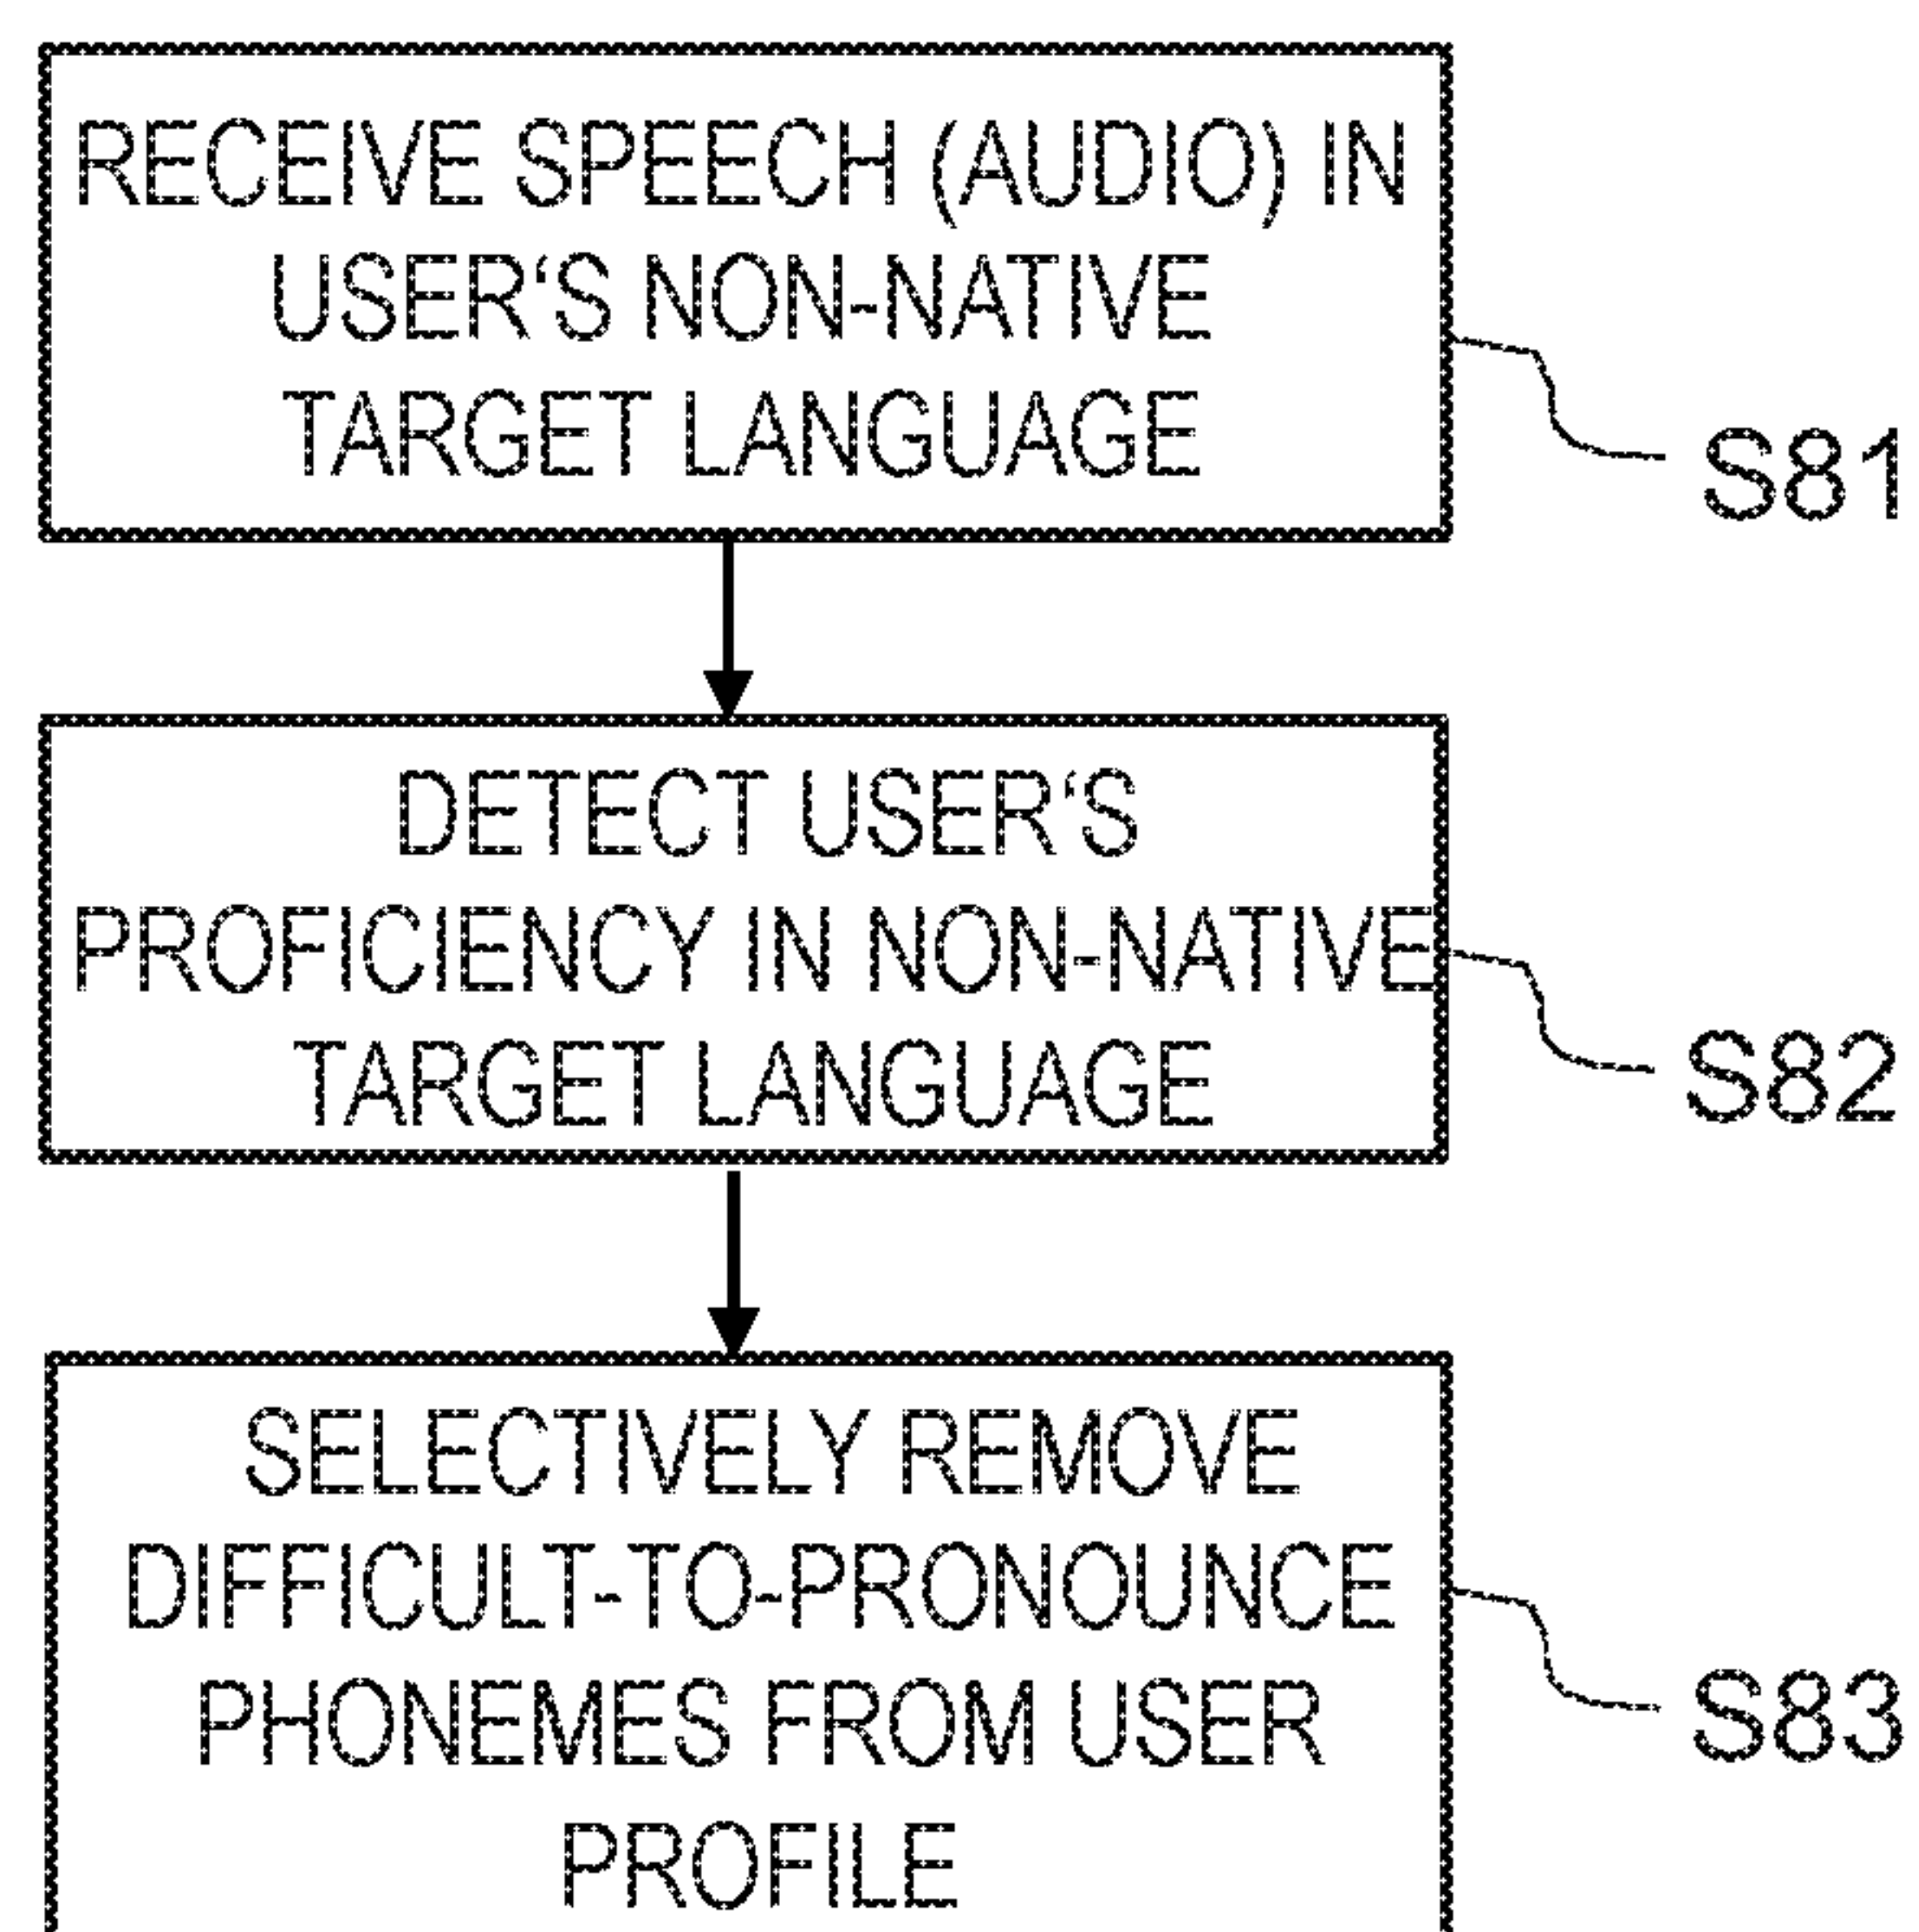 RECEIVE SPEECH (AUDIO) IN
USER‘S NON-NATIVE
TARGET LANGUAGE
S81
DETECT USER‘S
PROFICIENCY IN NON-NATIVE
TARGET LANGUAGE
S82
SELECTIVELY REMOVE
DIFFICULT-TO-PRONOUNCE
PHONEMES FROM USER
PROFILE
S83